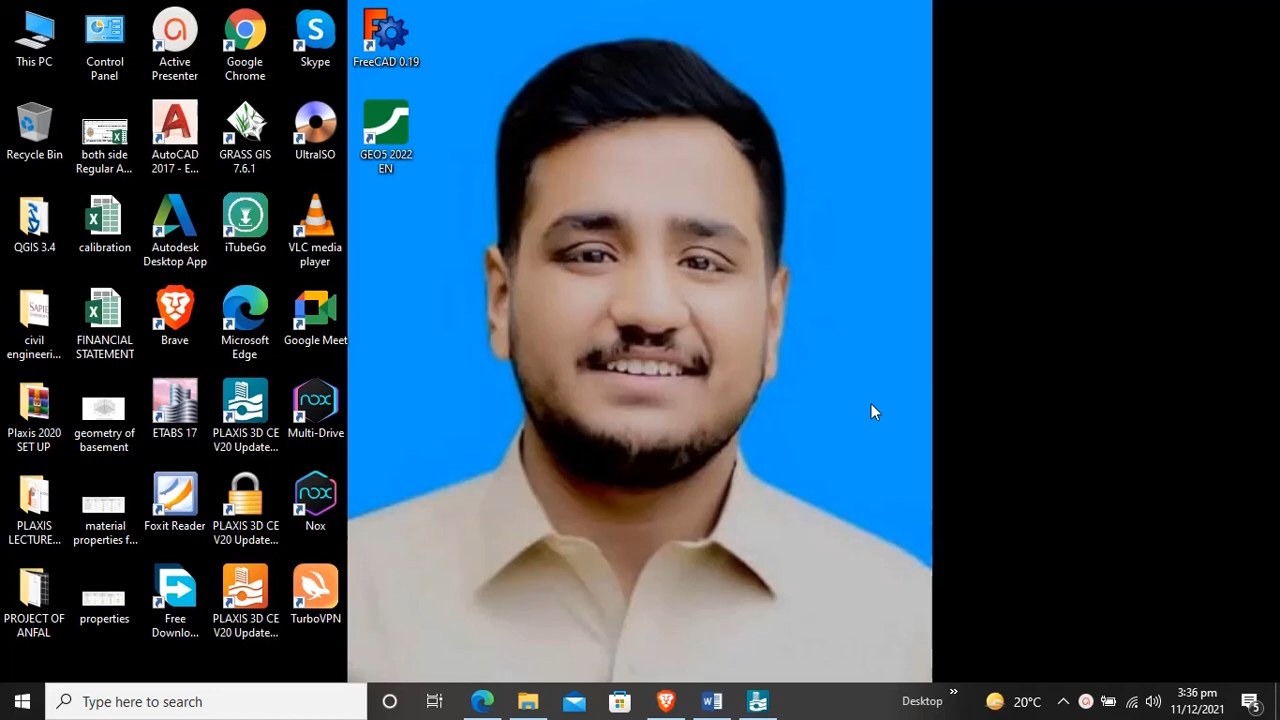 This PC
Control
Panel
Active
Presenter
Google
Chrome
Skype
FreeCAD 0.19
Recycle Bin
both side
Regular A...
AutoCAD
2017 - E...
GRASS GIS
7.6.1
UltraISO
GEO5 2022
EN
QGIS 3.4
calibration
Autodesk
Desktop App
iTubeGo
VLC media
player
civil
engineeri...
FINANCIAL
STATEMENT
Brave
Microsoft
Edge
Google Meet
Plaxis 2020
SET UP
geometry of
basement
ETABS 17
PLAXIS 3D CE
V20 Update...
nox
Multi-Drive
PLAXIS
LECTURE...
material
properties f...
Foxit Reader
PLAXIS 3D CE
V20 Update...
nox
Nox
PROJECT OF
ANFAL
properties
Free
Downlo...
PLAXIS 3D CE
V20 Update...
TurboVPN
Type here to search
Desktop
20°C
3:36 pm
11/12/2021
5